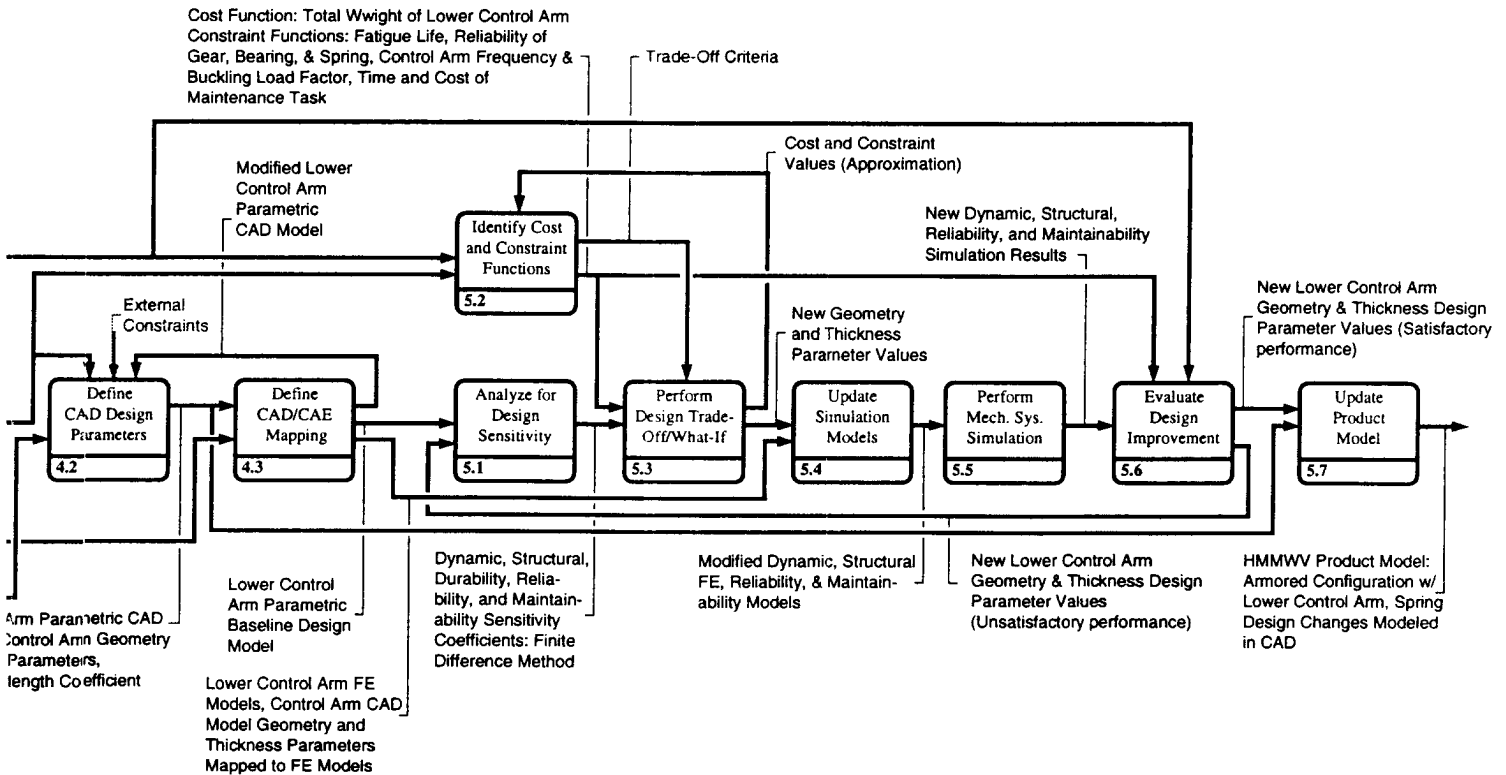 Cost Function: Total Wwight of Lower Control Arm
Constraint Functions: Fatigue Life, Reliability of
Gear, Bearing, & Spring, Control Arm Frequency &
Buckling Load Factor, Time and Cost of
Maintenance Task
Trade-Off Criteria
Cost and Constraint
Values (Approximation)
Modified Lower
Control Arm
Parametric
CAD Model
New Dynamic, Structural,
Reliability, and Maintainability
Simulation Results
Identify Cost
and Constraint
Functions
5.2
External
Constraints
New Geometry
and Thickness
Parameter Values
New Lower Control Arm
Geometry & Thickness Design
Parameter Values (Satisfactory
performance)
Define
CAD Design
Parameters
4.2
Define
CAD/CAE
Mapping
4.3
Analyze for
Design
Sensitivity
5.1
Perform
Design Trade-
Off/What-If
5.3
Update
Simulation
Models
5.4
Perform
Mech. Sys.
Simulation
5.5
Evaluate
Design
Improvement
5.6
Update
Product
Model
5.7
Arm Parametric CAD
Control Arm Geometry
Parameters,
length Coefficient
Lower Control
Arm Parametric
Baseline Design
Model
Lower Control Arm FE
Models, Control Arm CAD
Model Geometry and
Thickness Parameters
Mapped to FE Models
Dynamic, Structural,
Durability, Relia-
bility, and Maintain-
ability Sensitivity
Coefficients: Finite
Difference Method
Modified Dynamic, Structural
FE, Reliability, & Maintain-
ability Models
New Lower Control Arm
Geometry & Thickness Design
Parameter Values
(Unsatisfactory performance)
HMMWV Product Model:
Armored Configuration w/
Lower Control Arm, Spring
Design Changes Modeled
in CAD